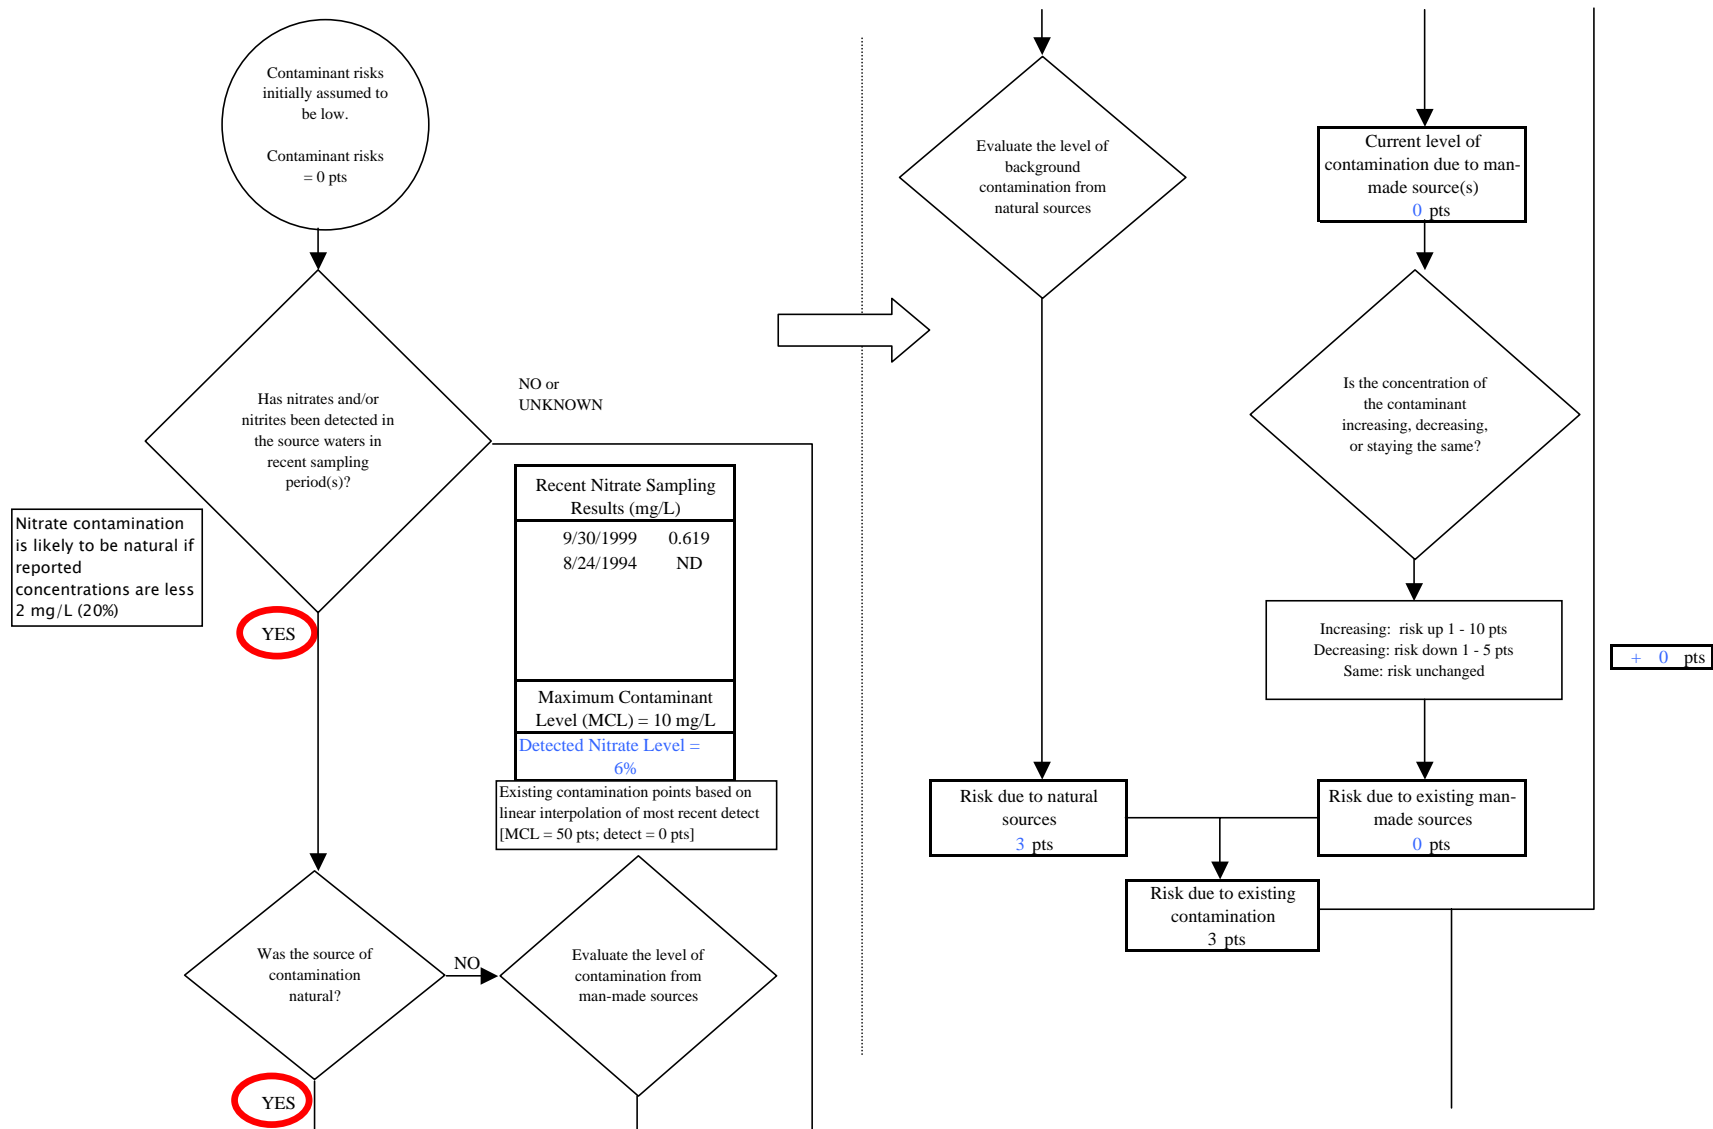 Contaminant risks
initially assumed to
be low.
Contaminant risks
= 0 pts
Has nitrates and/or
nitrites been detected in
the source waters in
recent sampling
period(s)?
NO or
UNKNOWN
Nitrate contamination
is likely to be natural if
reported
concentrations are less
2 mg/L (20%)
YES
Recent Nitrate Sampling
Results (mg/L)
9/30/1999 0.619
8/24/1994 ND
Maximum Contaminant
Level (MCL) = 10 mg/L
Detected Nitrate Level =
6%
Existing contamination points based on
linear interpolation of most recent detect
[MCL = 50 pts; detect = 0 pts]
Was the source of
contamination
natural?
NO
Evaluate the level of
contamination from
man-made sources
YES
Evaluate the level of
background
contamination from
natural sources
Current level of
contamination due to man-
made source(s)
0 pts
Is the concentration of
the contaminant
increasing, decreasing,
or staying the same?
Increasing: risk up 1 - 10 pts
Decreasing: risk down 1 - 5 pts
Same: risk unchanged
+ 0 pts
Risk due to natural
sources
3 pts
Risk due to existing man-
made sources
0 pts
Risk due to existing
contamination
3 pts